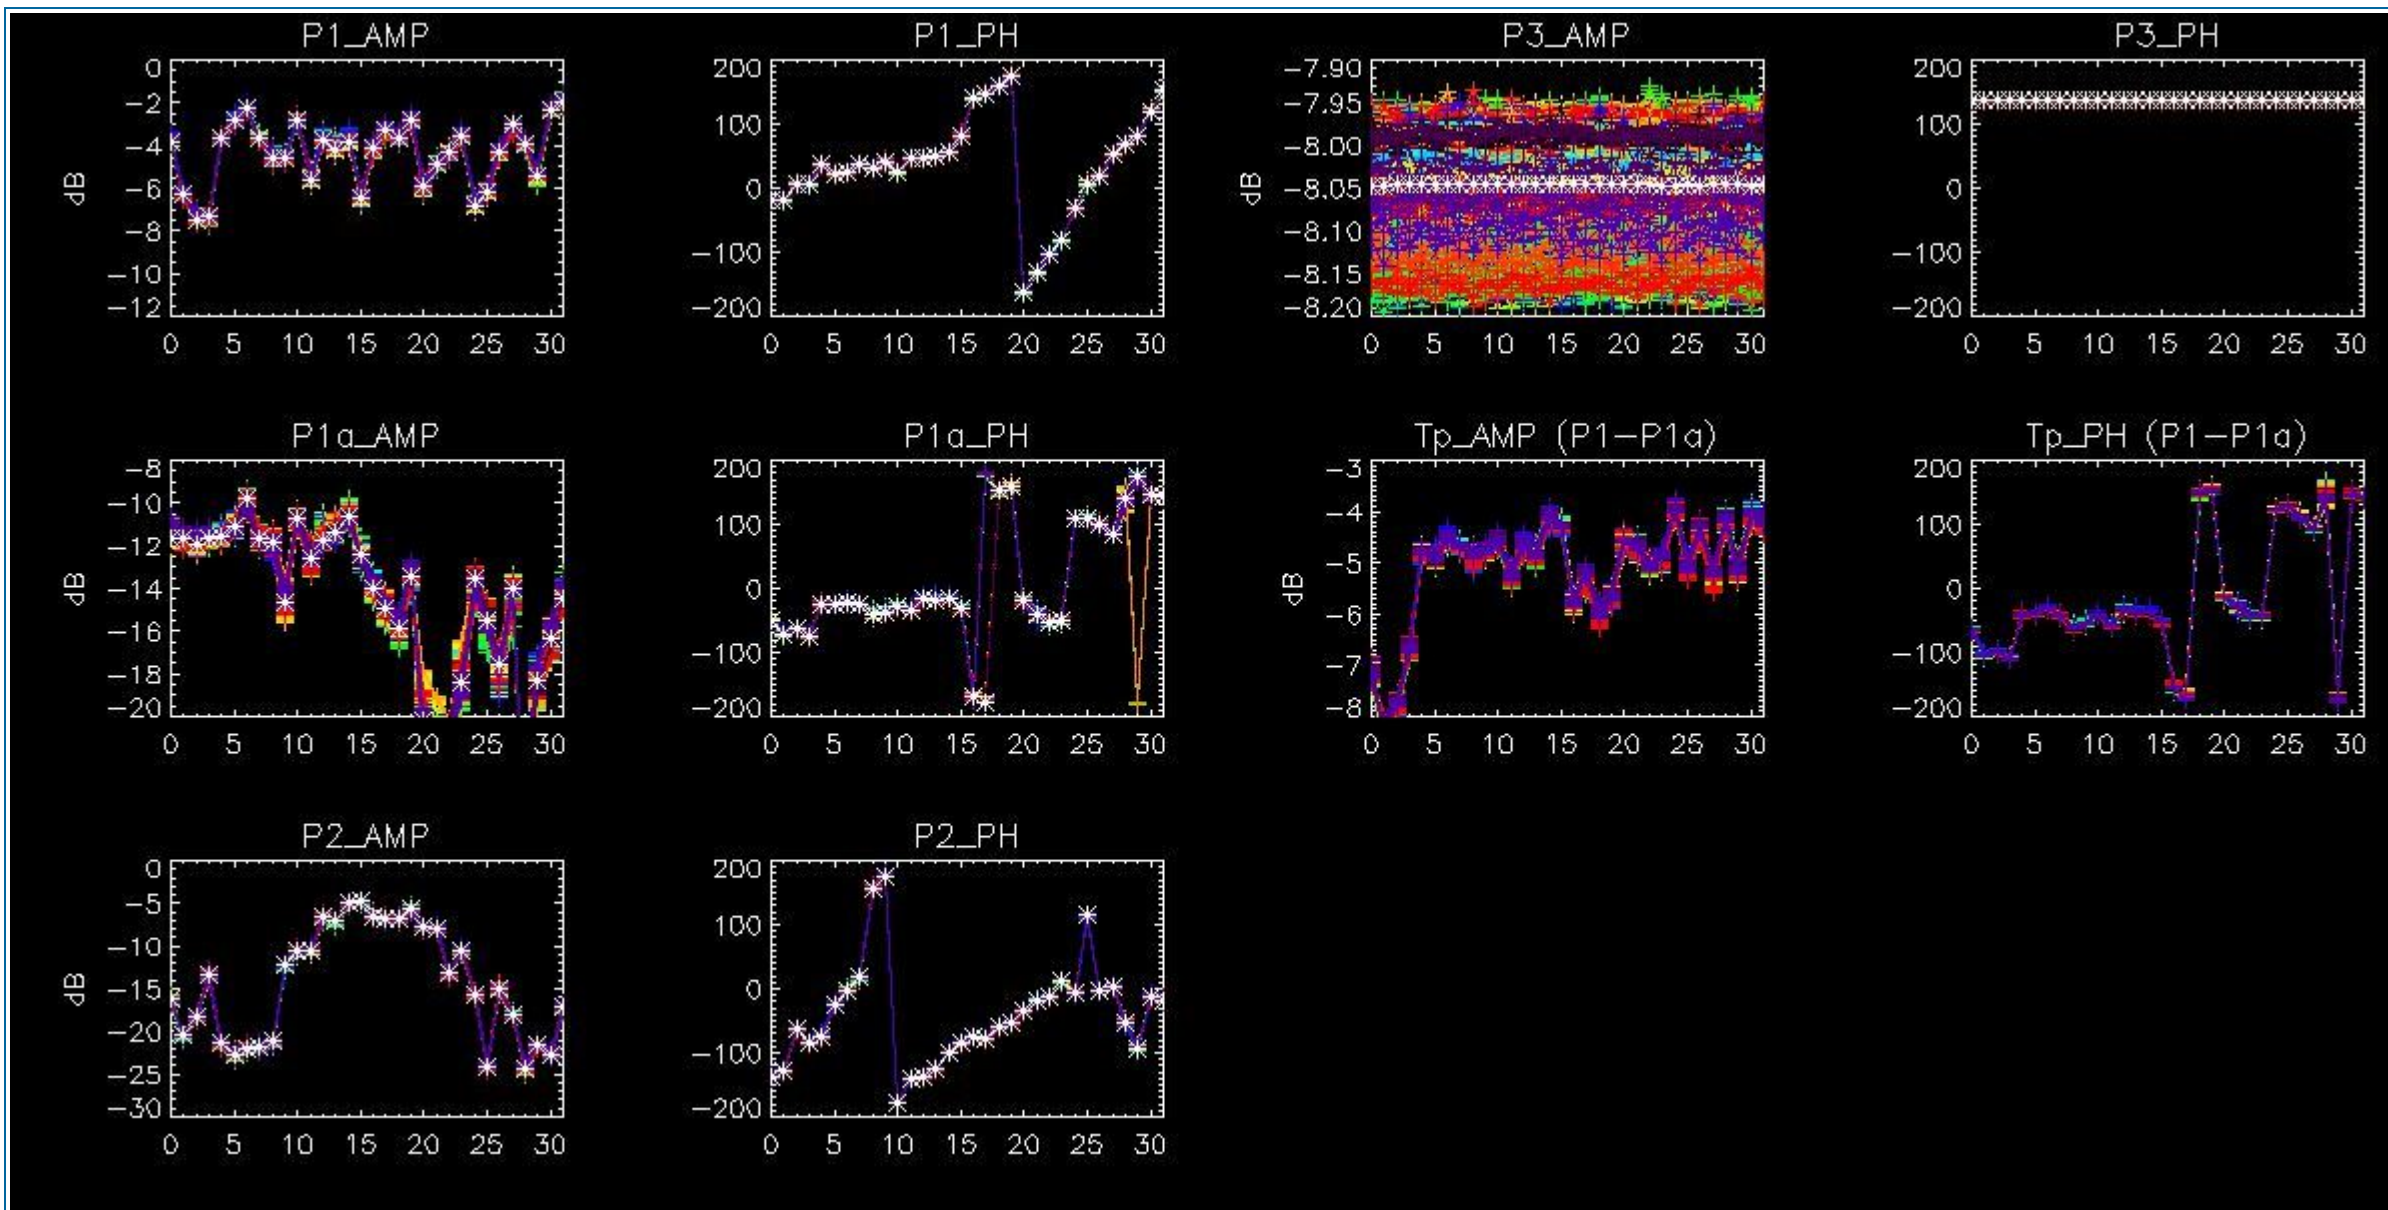 P1_AMP
P1_PH
P3_AMP
P3_PH
0
−2
−4
−6
−8
−10
−12
dB
0 5 10 15 20 25 30
200
100
0
−100
−200
0 5 10 15 20 25 30
−7.90
−7.95
−8.00
−8.05
−8.10
−8.15
−8.20
dB
0 5 10 15 20 25 30
200
100
0
−100
−200
0 5 10 15 20 25 30
P1a_AMP
P1a_PH
Tp_AMP (P1−P1a)
Tp_PH (P1−P1a)
−8
−10
−12
−14
−16
−18
−20
dB
0 5 10 15 20 25 30
200
100
0
−100
−200
0 5 10 15 20 25 30
−3
−4
−5
−6
−7
−8
dB
0 5 10 15 20 25 30
200
100
0
−100
−200
0 5 10 15 20 25 30
P2_AMP
P2_PH
0
−5
−10
−15
−20
−25
−30
dB
0 5 10 15 20 25 30
200
100
0
−100
−200
0 5 10 15 20 25 30